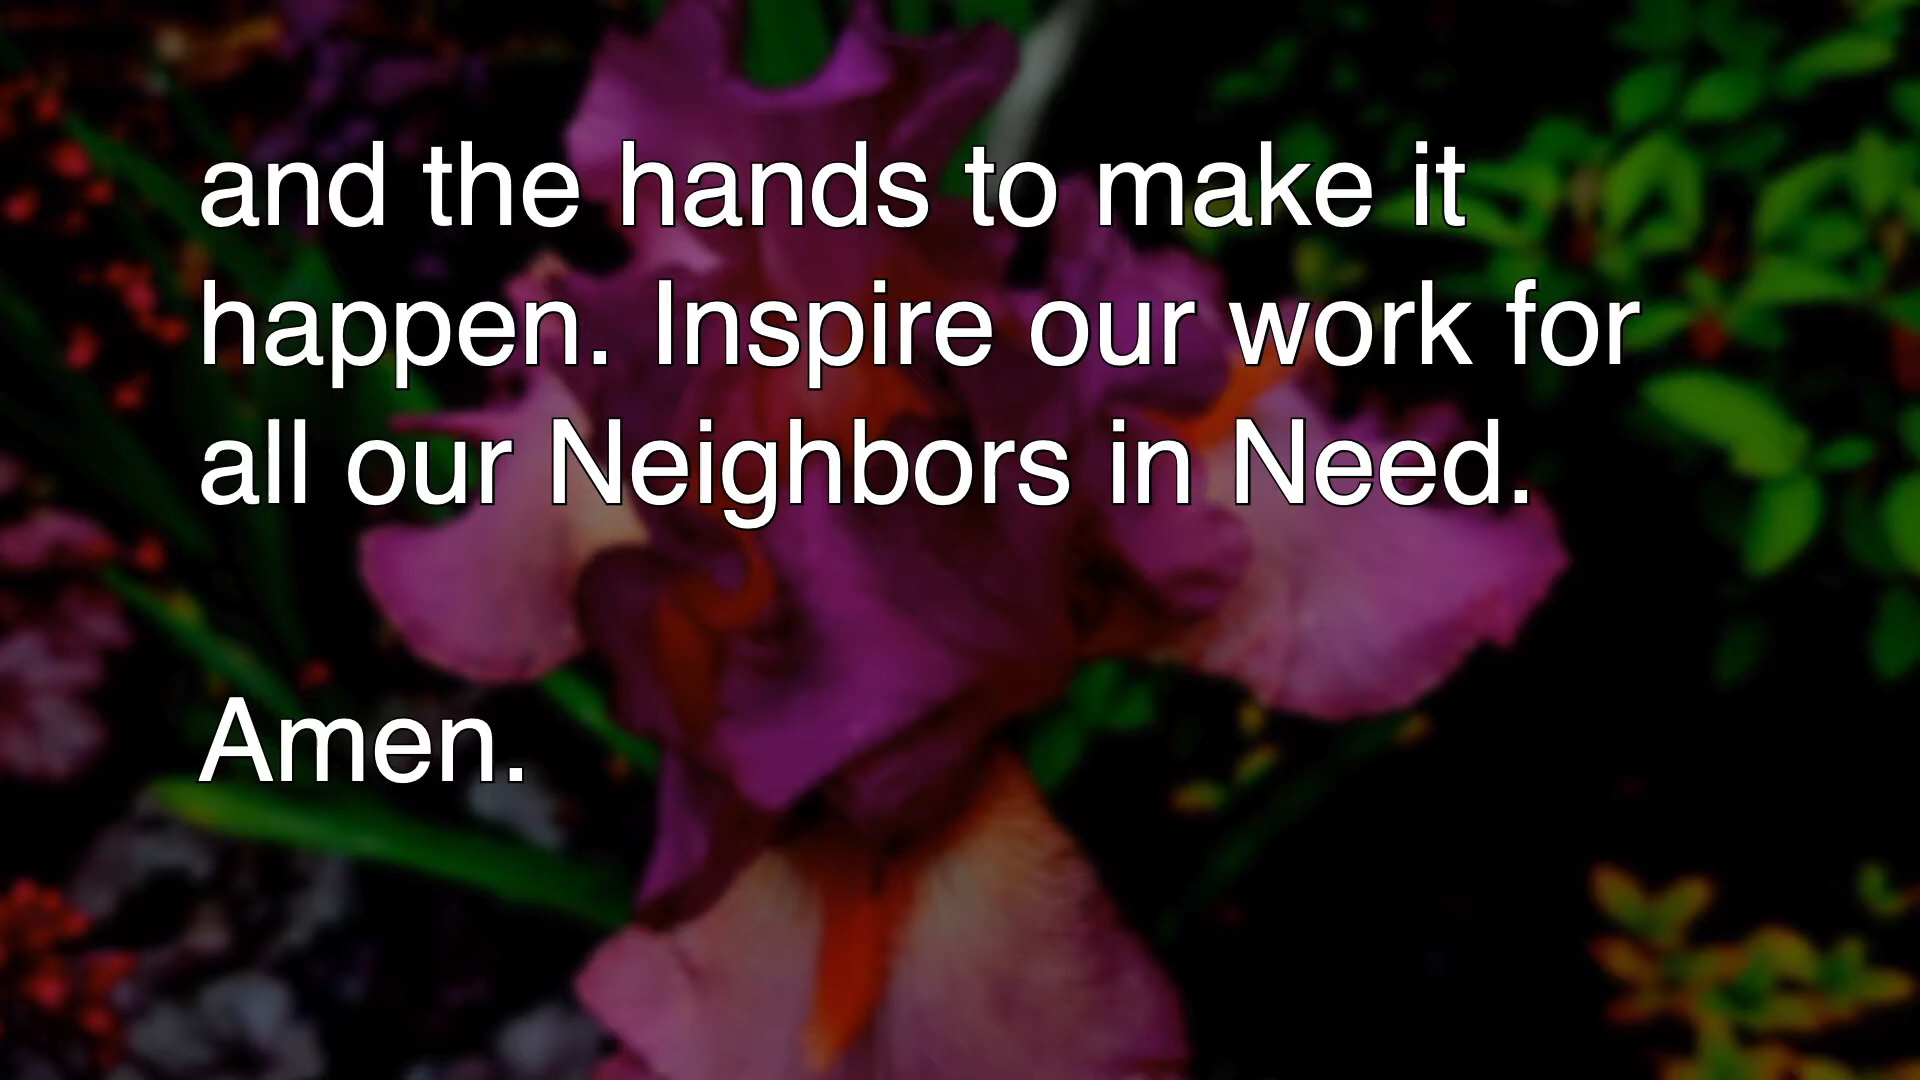 and the hands to make it
happen. Inspire our work for
all our Neighbors in Need.
Amen.